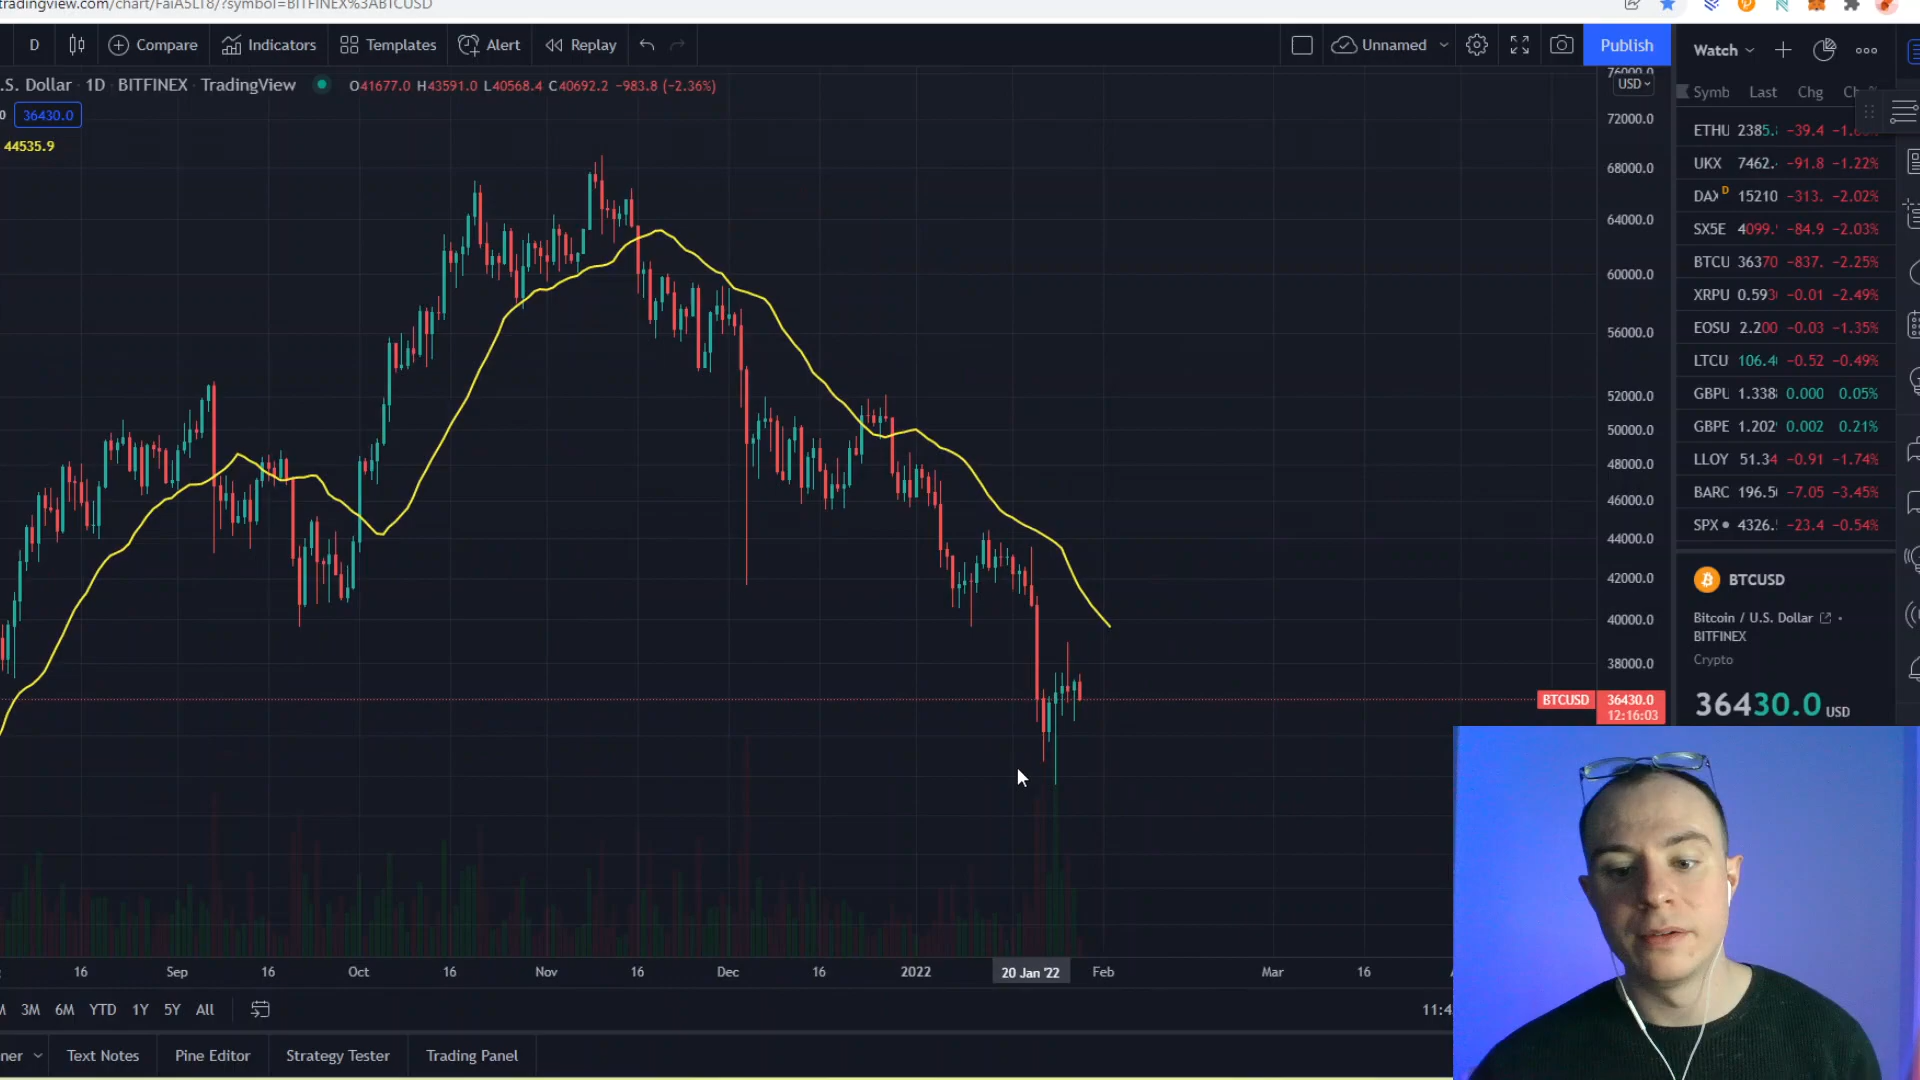 tradingview.com/chart/FaiA5LT8/?symbol=BITFINEX%3ABTCUSD
D Compare Indicators Templates Alert Replay Unnamed Publish Watch
.S. Dollar · 1D · BITFINEX · TradingView O41677.0 H43591.0 L40568.4 C40692.2 −983.8 (−2.36%)
0 36430.0
44535.9
76000.0
USD
72000.0
68000.0
64000.0
60000.0
56000.0
52000.0
50000.0
48000.0
46000.0
44000.0
42000.0
40000.0
38000.0
BTCUSD 36430.0
12:16:03
Symb Last Chg
ETHU 2385. −39.4
UKX 7462. −91.8 −1.22%
DAX D 15210 −313. −2.02%
SX5E 4099. −84.9 −2.03%
BTCU 36370 −837. −2.25%
XRPU 0.593 −0.01 −2.49%
EOSU 2.200 −0.03 −1.35%
LTCU 106.4 −0.52 −0.49%
GBPU 1.338 0.000 0.05%
GBPE 1.202 0.002 0.21%
LLOY 51.34 −0.91 −1.74%
BARC 196.5 −7.05 −3.45%
SPX 4326. −23.4 −0.54%
BTCUSD
Bitcoin / U.S. Dollar
BITFINEX
Crypto
36430.0 USD
16 Sep 16 Oct 16 Nov 16 Dec 16 2022 20 Jan '22 Feb Mar 16
3M 6M YTD 1Y 5Y All 11:4
ner Text Notes Pine Editor Strategy Tester Trading Panel